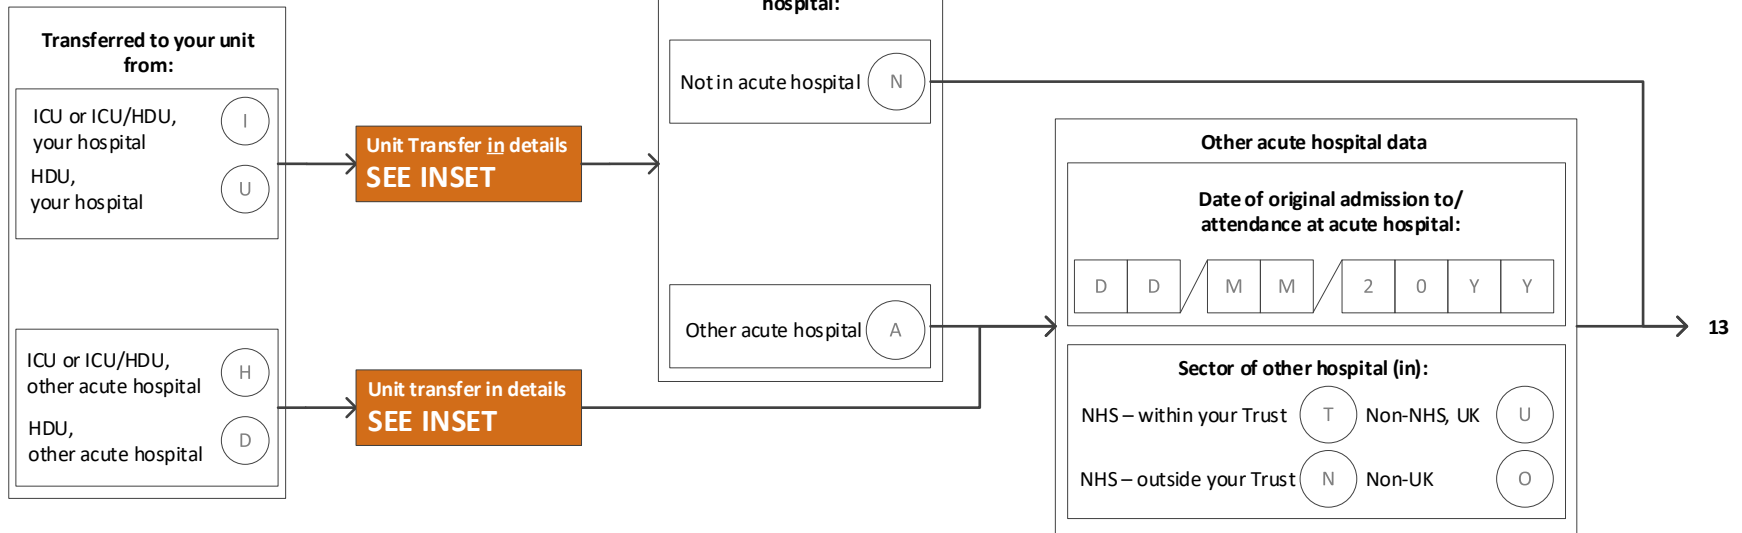 Transferred to your unit
from:
ICU or ICU/HDU,
your hospital
I
HDU,
your hospital
U
ICU or ICU/HDU,
other acute hospital
H
HDU,
other acute hospital
D
Unit Transfer in details
SEE INSET
Unit transfer in details
SEE INSET
hospital:
Not in acute hospital N
Other acute hospital A
Other acute hospital data
Date of original admission to/
attendance at acute hospital:
D D / M M / 2 0 Y Y
Sector of other hospital (in):
NHS – within your Trust T Non-NHS, UK U
NHS – outside your Trust N Non-UK O
13